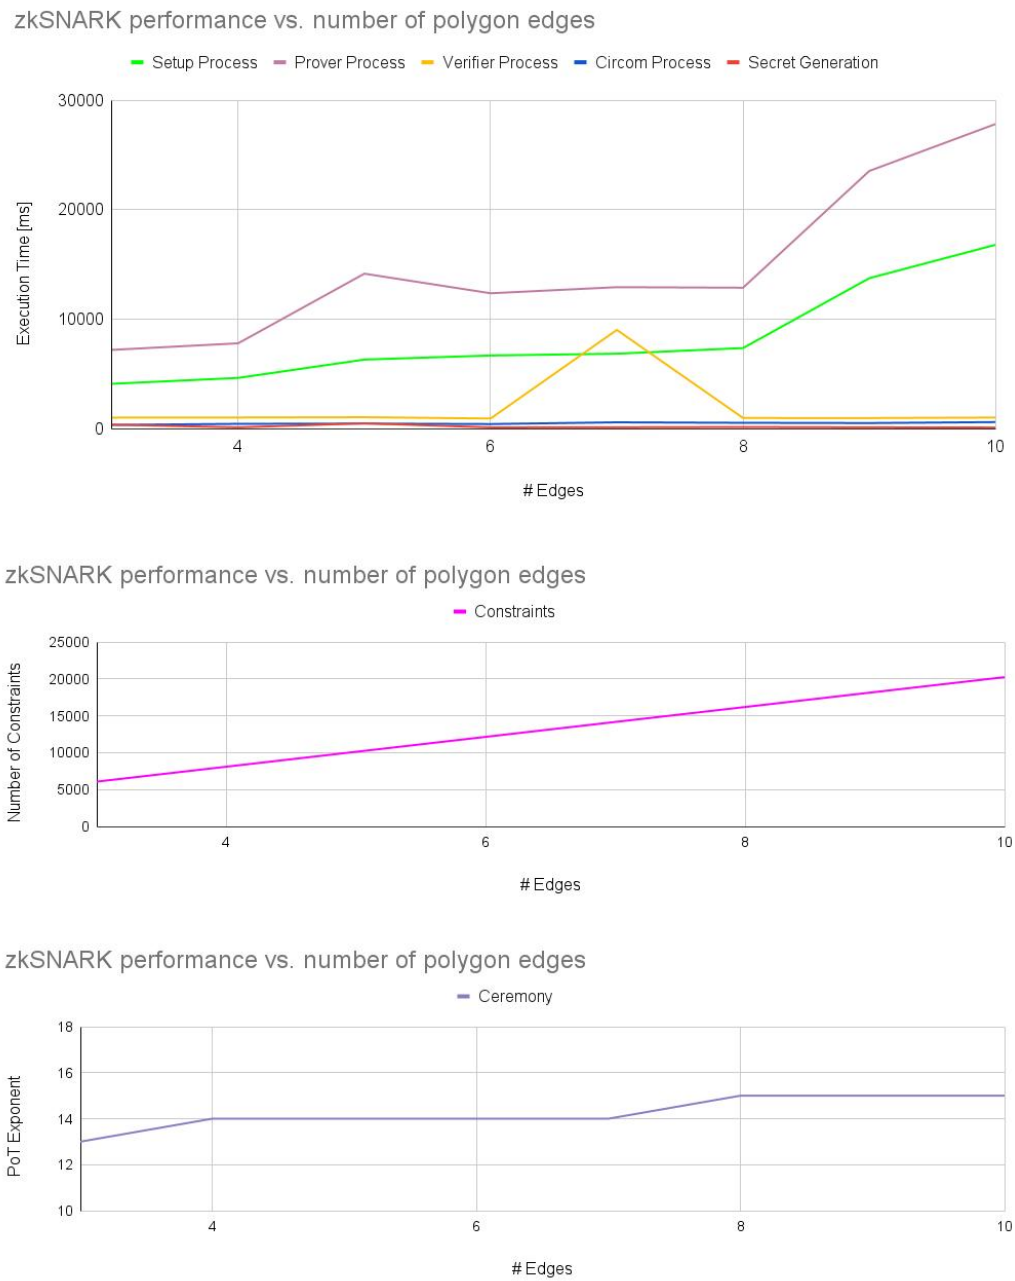 zkSNARK performance vs. number of polygon edges
Setup Process Prover Process Verifier Process Circom Process Secret Generation
Execution Time [ms]
30000
20000
10000
0
4 6 8 10
# Edges
zkSNARK performance vs. number of polygon edges
Constraints
Number of Constraints
25000
20000
15000
10000
5000
0
4 6 8 10
# Edges
zkSNARK performance vs. number of polygon edges
Ceremony
PoT Exponent
18
16
14
12
10
4 6 8 10
# Edges